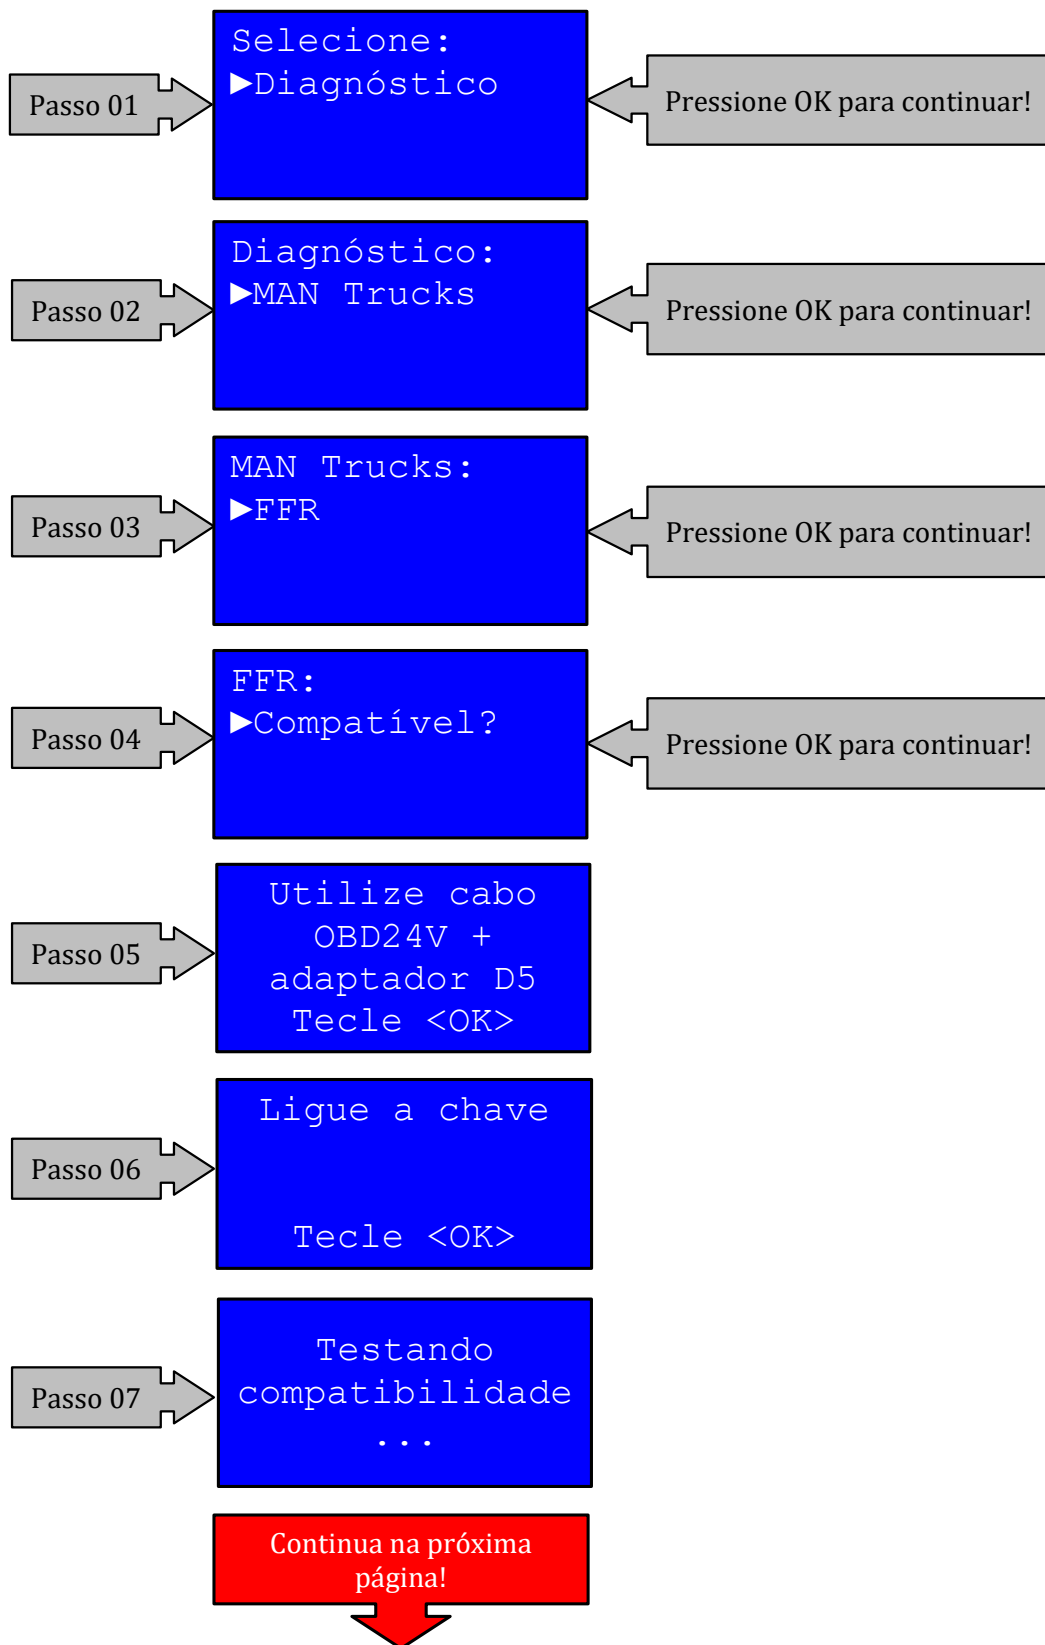 Passo 01
Selecione:
►Diagnóstico
Pressione OK para continuar!
Passo 02
Diagnóstico:
►MAN Trucks
Pressione OK para continuar!
Passo 03
MAN Trucks:
►FFR
Pressione OK para continuar!
Passo 04
FFR:
►Compatível?
Pressione OK para continuar!
Passo 05
Utilize cabo
OBD24V +
adaptador D5
Tecle <OK>
Passo 06
Ligue a chave
Tecle <OK>
Passo 07
Testando
compatibilidade
...
Continua na próxima
página!